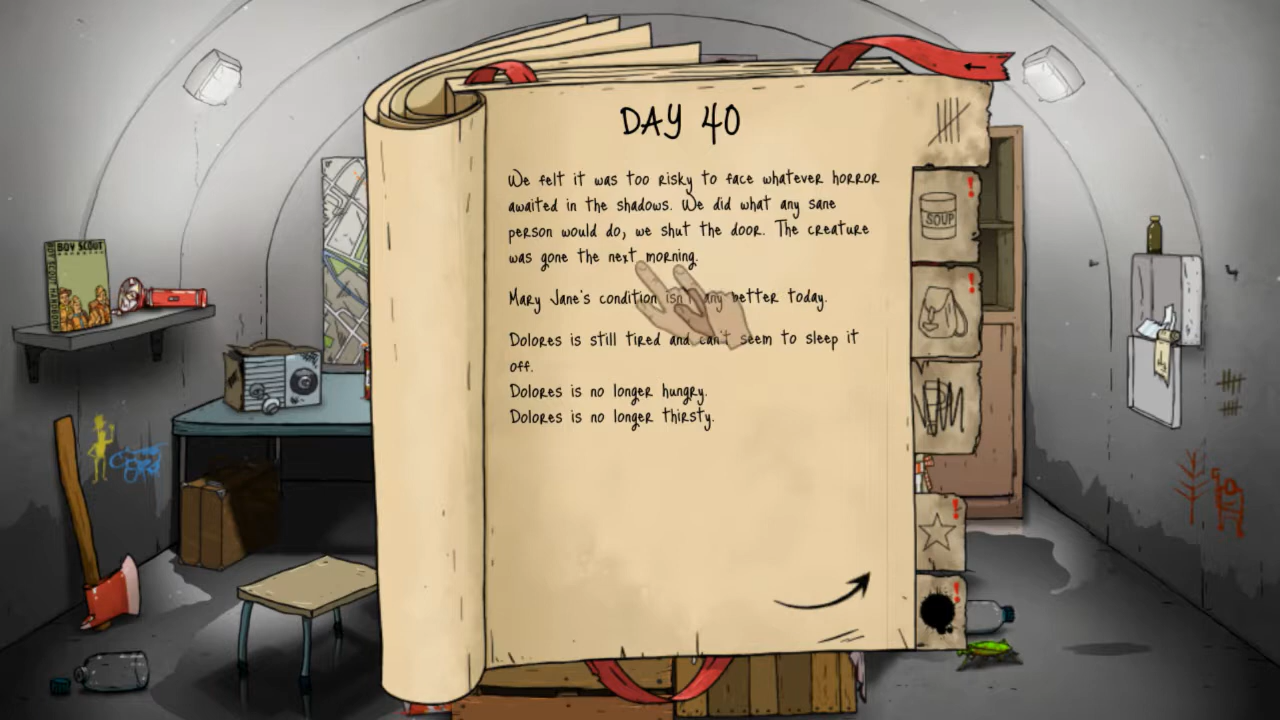 DAY 40
We felt it was too risky to face whatever horror
awaited in the shadows. We did what any sane
person would do, we shut the door. The creature
was gone the next morning.
Mary Jane's condition isn't any better today.
Dolores is still tired and can't seem to sleep it
off.
Dolores is no longer hungry.
Dolores is no longer thirsty.
SOUP
BOY SCOUT